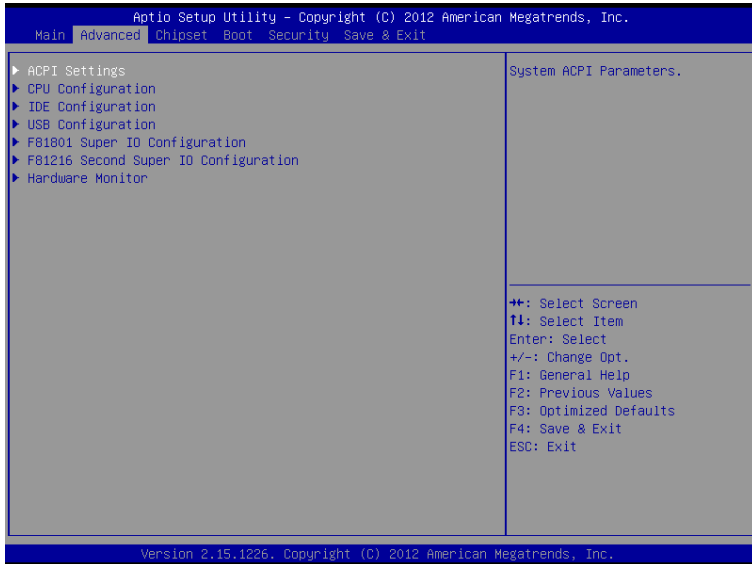 Aptio Setup Utility – Copyright (C) 2012 American Megatrends, Inc.
Main Advanced Chipset Boot Security Save & Exit
▶ ACPI Settings
▶ CPU Configuration
▶ IDE Configuration
▶ USB Configuration
▶ F81801 Super IO Configuration
▶ F81216 Second Super IO Configuration
▶ Hardware Monitor
System ACPI Parameters.
→←: Select Screen
↑↓: Select Item
Enter: Select
+/-: Change Opt.
F1: General Help
F2: Previous Values
F3: Optimized Defaults
F4: Save & Exit
ESC: Exit
Version 2.15.1226. Copyright (C) 2012 American Megatrends, Inc.